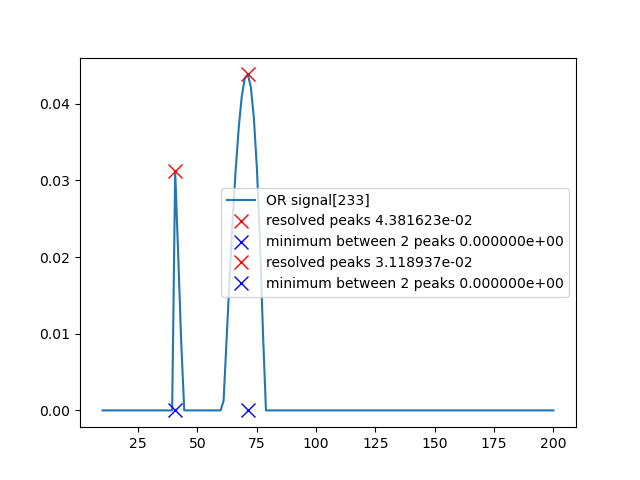 0.04
0.03
0.02
0.01
0.00
OR signal[233]
resolved peaks 4.381623e-02
minimum between 2 peaks 0.000000e+00
resolved peaks 3.118937e-02
minimum between 2 peaks 0.000000e+00
25 50 75 100 125 150 175 200